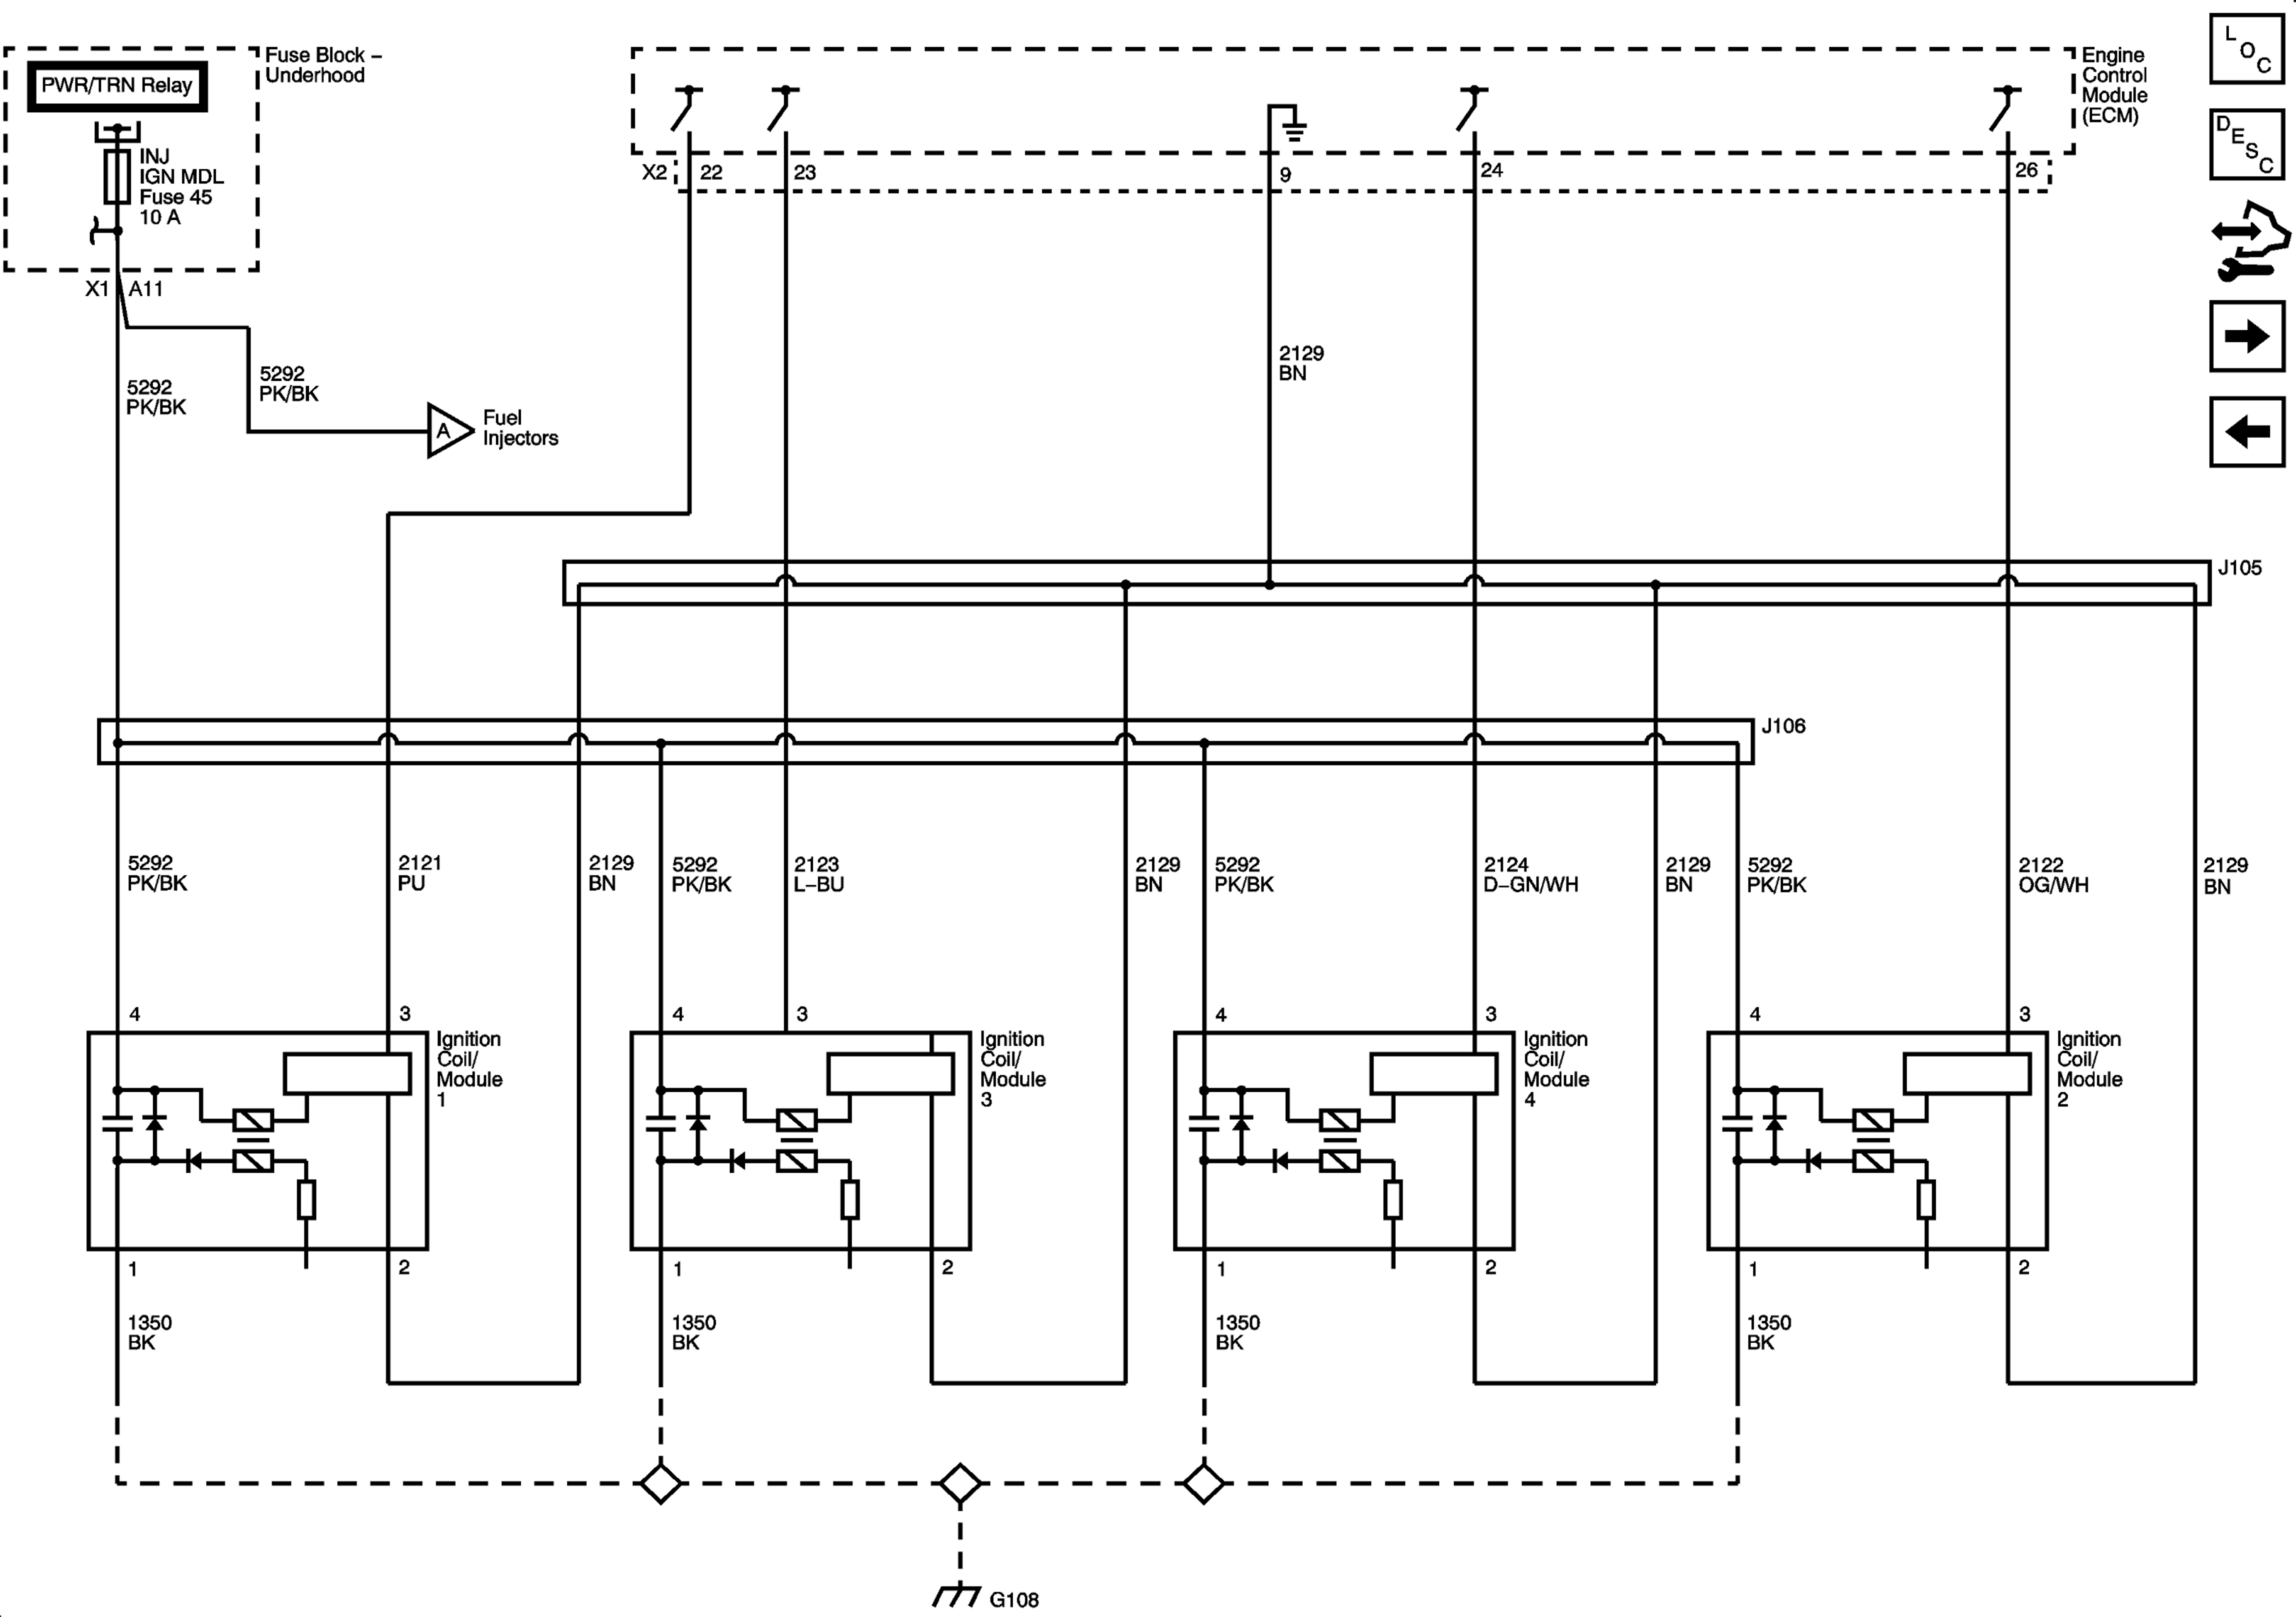 Fuse Block –
Underhood
PWR/TRN Relay
INJ
IGN MDL
Fuse 45
10 A
X1 A11
Engine
Control
Module
(ECM)
X2 22 23 9 24 26
L
O
C
D
E
S
C
5292
PK/BK
5292
PK/BK
A
Fuel
Injectors
2129
BN
J105
J106
5292
PK/BK
2121
PU
2129
BN
5292
PK/BK
2123
L–BU
2129
BN
5292
PK/BK
2124
D–GN/WH
2129
BN
5292
PK/BK
2122
OG/WH
2129
BN
4 3 4 3 4 3 4 3
Ignition
Coil/
Module
1
Ignition
Coil/
Module
3
Ignition
Coil/
Module
4
Ignition
Coil/
Module
2
1 2 1 2 1 2 1 2
1350
BK
1350
BK
1350
BK
1350
BK
G108